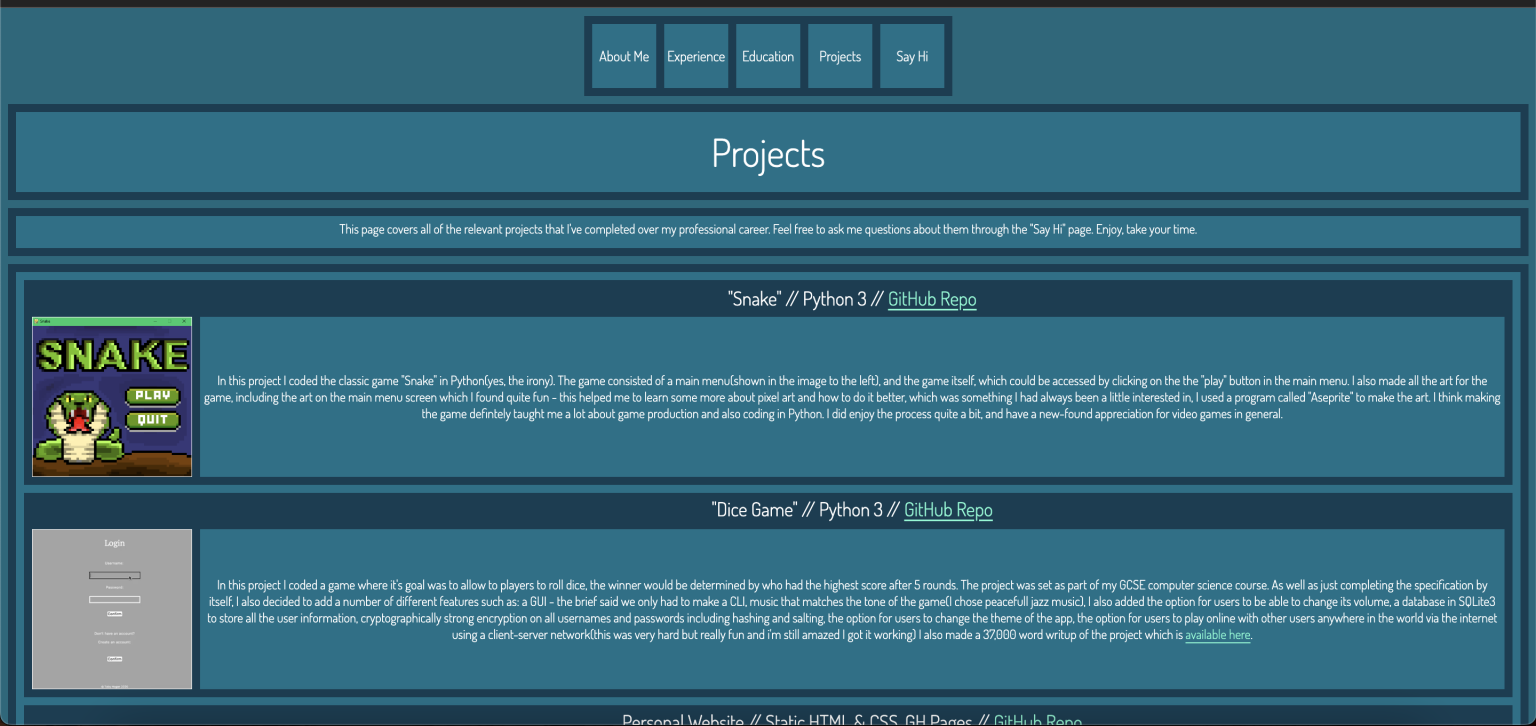 About Me
Experience
Education
Projects
Say Hi
Projects
This page covers all of the relevant projects that I've completed over my professional career. Feel free to ask me questions about them through the "Say Hi" page. Enjoy, take your time.
"Snake" // Python 3 // GitHub Repo
Snake
SNAKE
PLAY
QUIT
In this project I coded the classic game "Snake" in Python(yes, the irony). The game consisted of a main menu(shown in the image to the left), and the game itself, which could be accessed by clicking on the the "play" button in the main menu. I also made all the art for the
game, including the art on the main menu screen which I found quite fun - this helped me to learn some more about pixel art and how to do it better, which was something I had always been a little interested in, I used a program called "Aseprite" to make the art. I think making
the game definetely taught me a lot about game production and also coding in Python. I did enjoy the process quite a bit, and have a new-found appreciation for video games in general.
"Dice Game" // Python 3 // GitHub Repo
Login
Username
Password
Don't have an account?
Create an account!
In this project I coded a game where it's goal was to allow to players to roll dice, the winner would be determined by who had the highest score after 5 rounds. The project was set as part of my GCSE computer science course. As well as just completing the specification by
itself, I also decided to add a number of different features such as: a GUI - the brief said we only had to make a CLI, music that matches the tone of the game(I chose peacefull jazz music), I also added the option for users to be able to change its volume, a database in SQLite3
to store all the user information, cryptographically strong encryption on all usernames and passwords including hashing and salting, the option for users to change the theme of the app, the option for users to play online with other users anywhere in the world via the internet
using a client-server network(this was very hard but really fun and i'm still amazed I got it working) I also made a 37,000 word writup of the project which is available here.
Personal Website // Static HTML & CSS, GH Pages // GitHub Repo